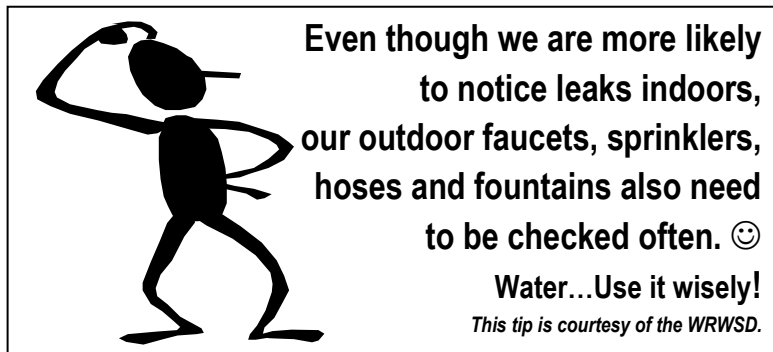 Even though we are more likely
to notice leaks indoors,
our outdoor faucets, sprinklers,
hoses and fountains also need
to be checked often. ☺
Water…Use it wisely!
This tip is courtesy of the WRWSD.